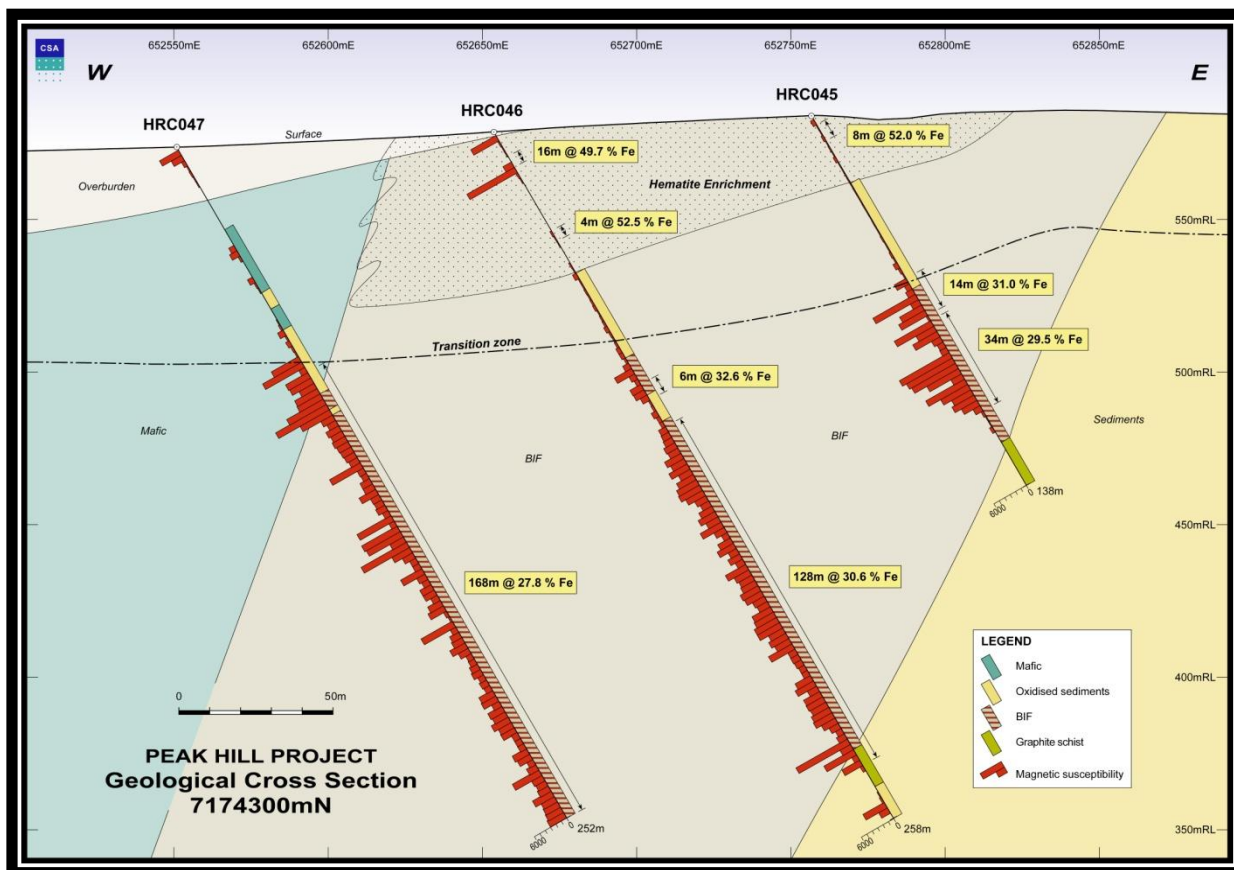 652550mE
652600mE
652650mE
652700mE
652750mE
652800mE
652850mE
CSA
W
E
HRC047
HRC046
HRC045
Surface
8m @ 52.0 % Fe
16m @ 49.7 % Fe
Overburden
Hematite Enrichment
4m @ 52.5 % Fe
550mRL
14m @ 31.0 % Fe
34m @ 29.5 % Fe
Transition zone
500mRL
6m @ 32.6 % Fe
Mafic
BIF
BIF
Sediments
6000
0
138m
450mRL
168m @ 27.8 % Fe
128m @ 30.6 % Fe
LEGEND
Mafic
Oxidised sediments
BIF
Graphite schist
Magnetic susceptibility
400mRL
0
50m
PEAK HILL PROJECT
Geological Cross Section
7174300mN
6000
0
252m
6000
0
258m
350mRL